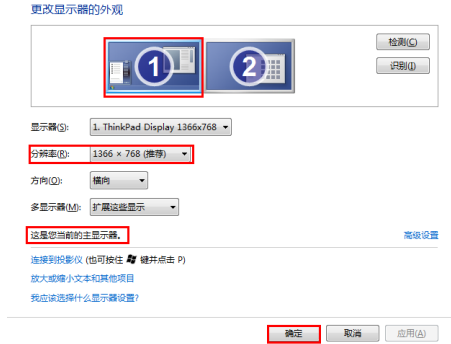 更改显示器的外观
1
2
检测(C)
识别(I)
显示器(S): 1. ThinkPad Display 1366x768
分辨率(R): 1366 × 768 (推荐)
方向(O): 横向
多显示器(M): 扩展这些显示
这是您当前的主显示器。
高级设置
连接到投影仪 (也可按住 键并点击 P)
放大或缩小文本和其他项目
我应该选择什么显示器设置?
确定 取消 应用(A)